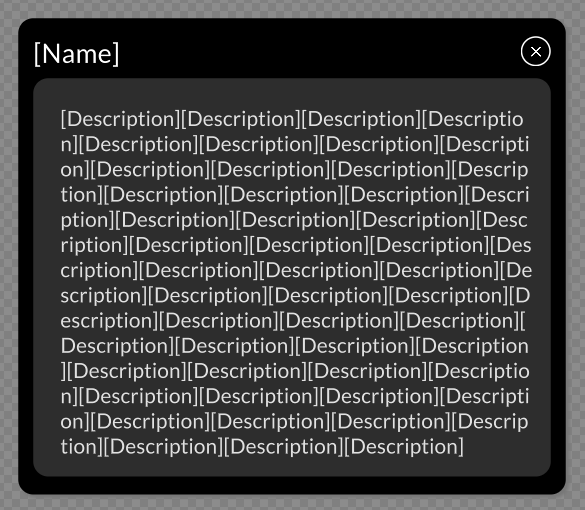 [Name]
[Description][Description][Description][Descriptio
n][Description][Description][Description][Descripti
on][Description][Description][Description][Descrip
tion][Description][Description][Description][Descri
ption][Description][Description][Description][Desc
ription][Description][Description][Description][Des
cription][Description][Description][Description][De
scription][Description][Description][Description][D
escription][Description][Description][Description][
Description][Description][Description][Description
][Description][Description][Description][Descriptio
n][Description][Description][Description][Descripti
on][Description][Description][Description][Descrip
tion][Description][Description][Description]